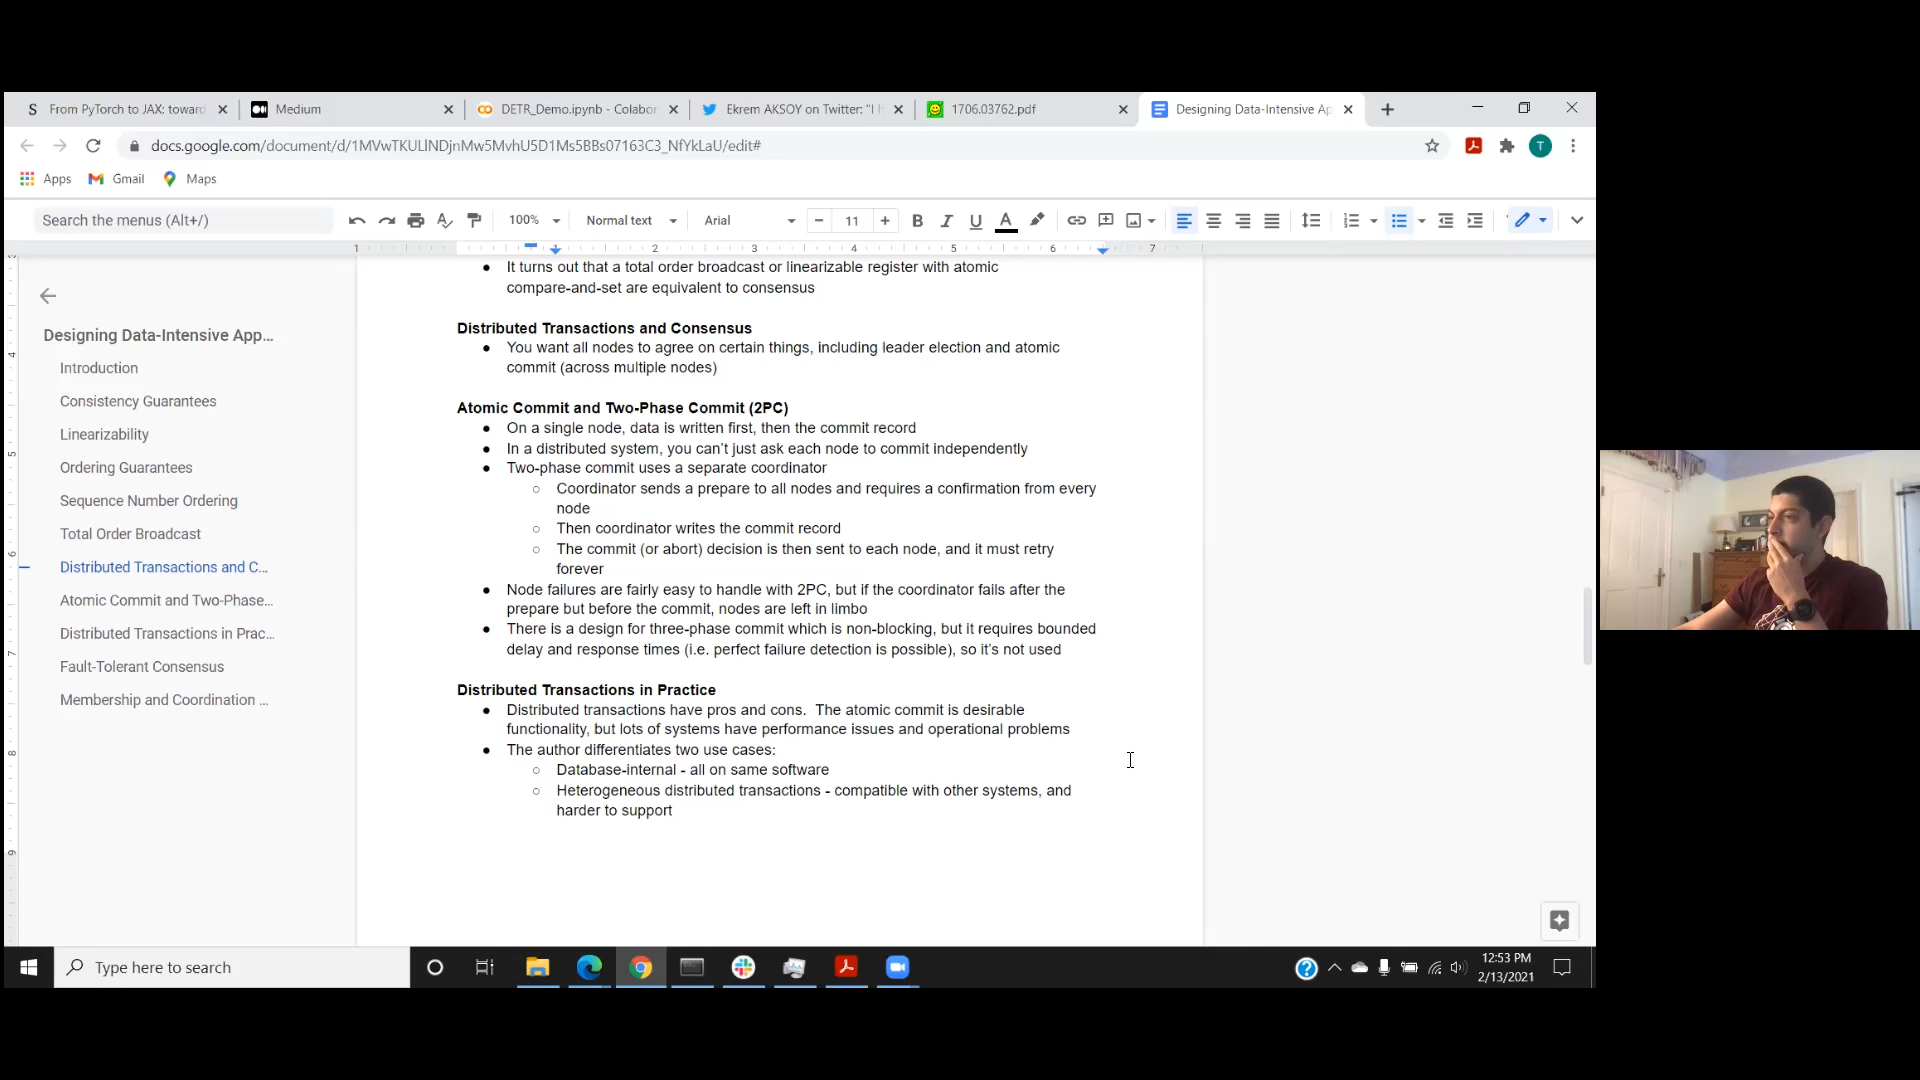 From PyTorch to JAX: toward
Medium
DETR_Demo.ipynb - Colabor
Ekrem AKSOY on Twitter: "I h
1706.03762.pdf
Designing Data-Intensive Ap
docs.google.com/document/d/1MVwTKULlNDjnMw5MvhU5D1Ms5BBs07163C3_NfYkLaU/edit#
T
Apps
Gmail
Maps
Search the menus (Alt+/)
100%
Normal text
Arial
11
1 1 2 3 4 5 6 7
Designing Data-Intensive App...
Introduction
Consistency Guarantees
Linearizability
Ordering Guarantees
Sequence Number Ordering
Total Order Broadcast
Distributed Transactions and C...
Atomic Commit and Two-Phase...
Distributed Transactions in Prac...
Fault-Tolerant Consensus
Membership and Coordination ...
It turns out that a total order broadcast or linearizable register with atomic
compare-and-set are equivalent to consensus
Distributed Transactions and Consensus
You want all nodes to agree on certain things, including leader election and atomic
commit (across multiple nodes)
Atomic Commit and Two-Phase Commit (2PC)
On a single node, data is written first, then the commit record
In a distributed system, you can't just ask each node to commit independently
Two-phase commit uses a separate coordinator
Coordinator sends a prepare to all nodes and requires a confirmation from every
node
Then coordinator writes the commit record
The commit (or abort) decision is then sent to each node, and it must retry
forever
Node failures are fairly easy to handle with 2PC, but if the coordinator fails after the
prepare but before the commit, nodes are left in limbo
There is a design for three-phase commit which is non-blocking, but it requires bounded
delay and response times (i.e. perfect failure detection is possible), so it's not used
Distributed Transactions in Practice
Distributed transactions have pros and cons.  The atomic commit is desirable
functionality, but lots of systems have performance issues and operational problems
The author differentiates two use cases:
Database-internal - all on same software
Heterogeneous distributed transactions - compatible with other systems, and
harder to support
Type here to search
12:53 PM
2/13/2021